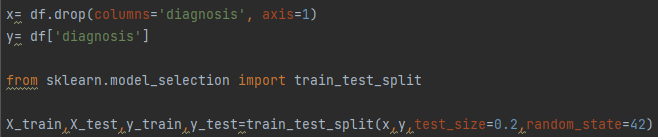 x= df.drop(columns='diagnosis', axis=1)
y= df['diagnosis']
from sklearn.model_selection import train_test_split
X_train,X_test,y_train,y_test=train_test_split(x,y,test_size=0.2,random_state=42)